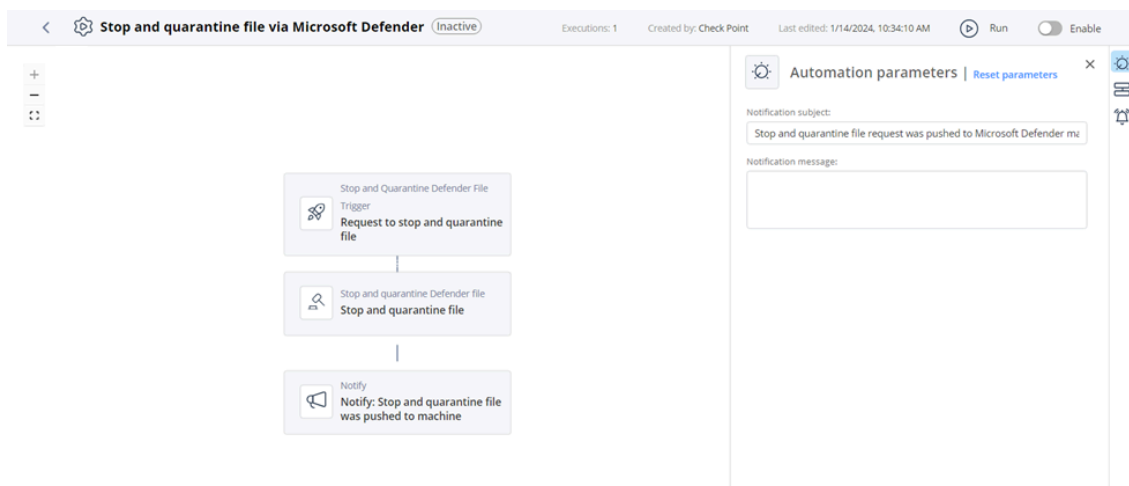 Stop and quarantine file via Microsoft Defender (Inactive)
Executions: 1
Created by: Check Point
Last edited: 1/14/2024, 10:34:10 AM
Run
Enable
Automation parameters | Reset parameters
Notification subject:
Stop and quarantine file request was pushed to Microsoft Defender ma
Notification message:
Stop and Quarantine Defender File
Trigger
Request to stop and quarantine
file
Stop and quarantine Defender file
Stop and quarantine file
Notify
Notify: Stop and quarantine file
was pushed to machine